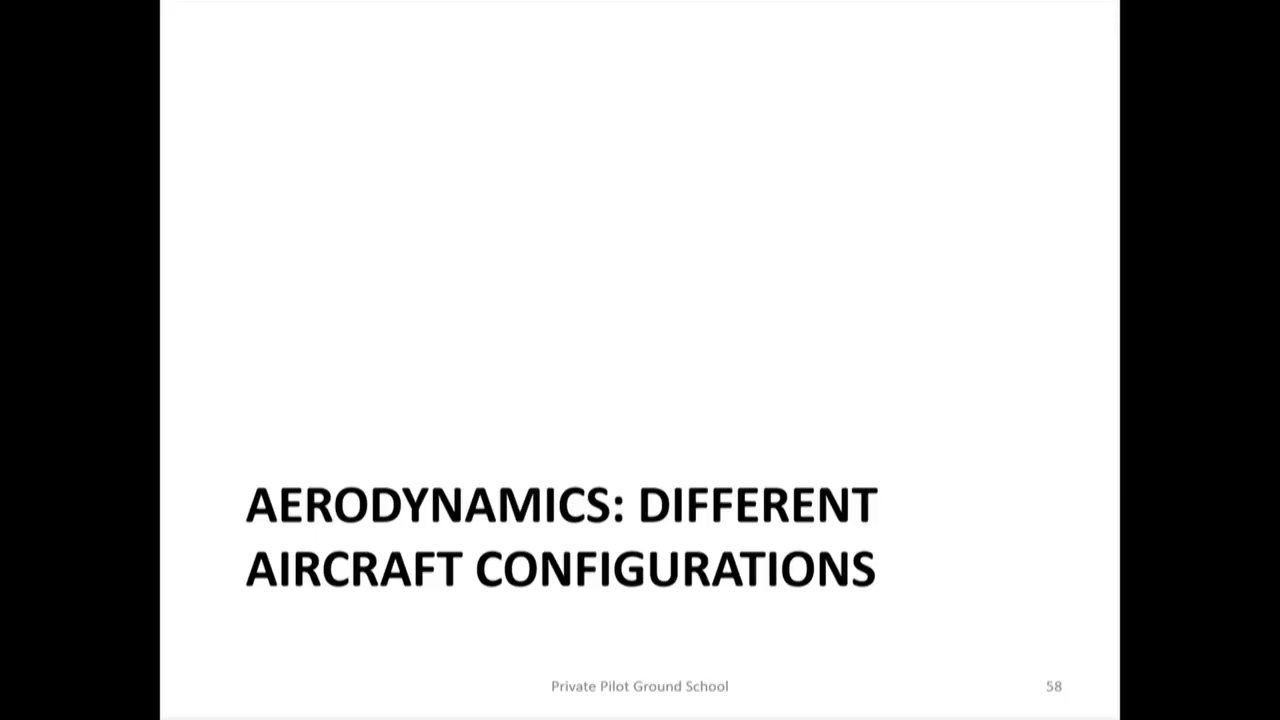 AERODYNAMICS: DIFFERENT
AIRCRAFT CONFIGURATIONS
Private Pilot Ground School
58